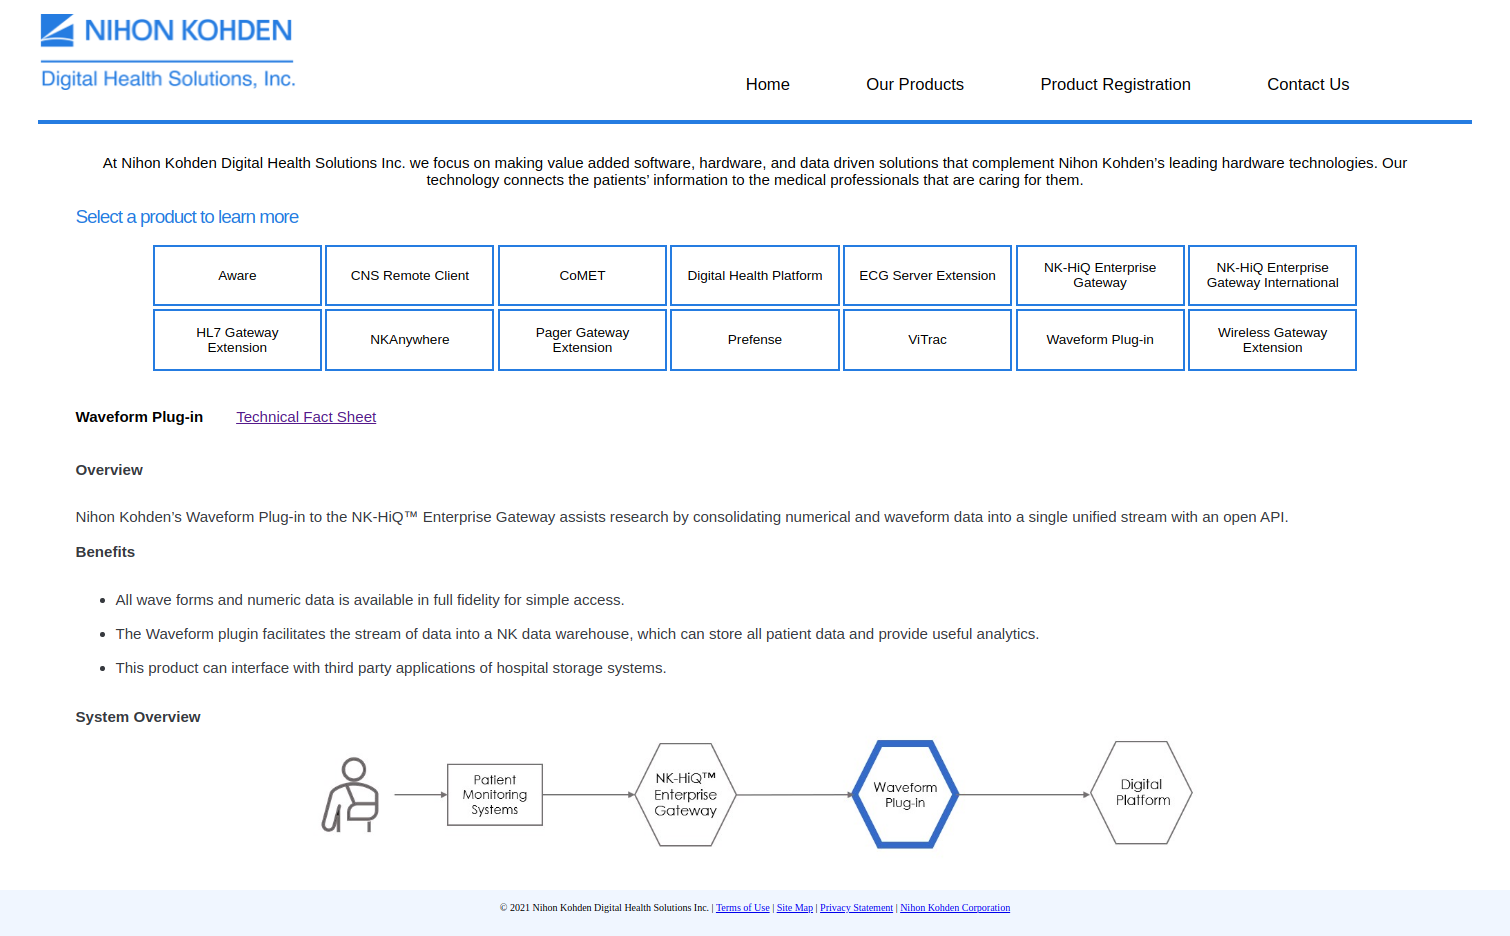 NIHON KOHDEN
Digital Health Solutions, Inc.
Home Our Products Product Registration Contact Us
At Nihon Kohden Digital Health Solutions Inc. we focus on making value added software, hardware, and data driven solutions that complement Nihon Kohden’s leading hardware technologies. Our
technology connects the patients’ information to the medical professionals that are caring for them.
Select a product to learn more
Aware
CNS Remote Client
CoMET
Digital Health Platform
ECG Server Extension
NK-HiQ Enterprise
Gateway
NK-HiQ Enterprise
Gateway International
HL7 Gateway
Extension
NKAnywhere
Pager Gateway
Extension
Prefense
ViTrac
Waveform Plug-in
Wireless Gateway
Extension
Waveform Plug-in Technical Fact Sheet
Overview
Nihon Kohden’s Waveform Plug-in to the NK-HiQ™ Enterprise Gateway assists research by consolidating numerical and waveform data into a single unified stream with an open API.
Benefits
• All wave forms and numeric data is available in full fidelity for simple access.
• The Waveform plugin facilitates the stream of data into a NK data warehouse, which can store all patient data and provide useful analytics.
• This product can interface with third party applications of hospital storage systems.
System Overview
Patient
Monitoring
Systems
NK-HiQ™
Enterprise
Gateway
Waveform
Plug-in
Digital
Platform
© 2021 Nihon Kohden Digital Health Solutions Inc. | Terms of Use | Site Map | Privacy Statement | Nihon Kohden Corporation